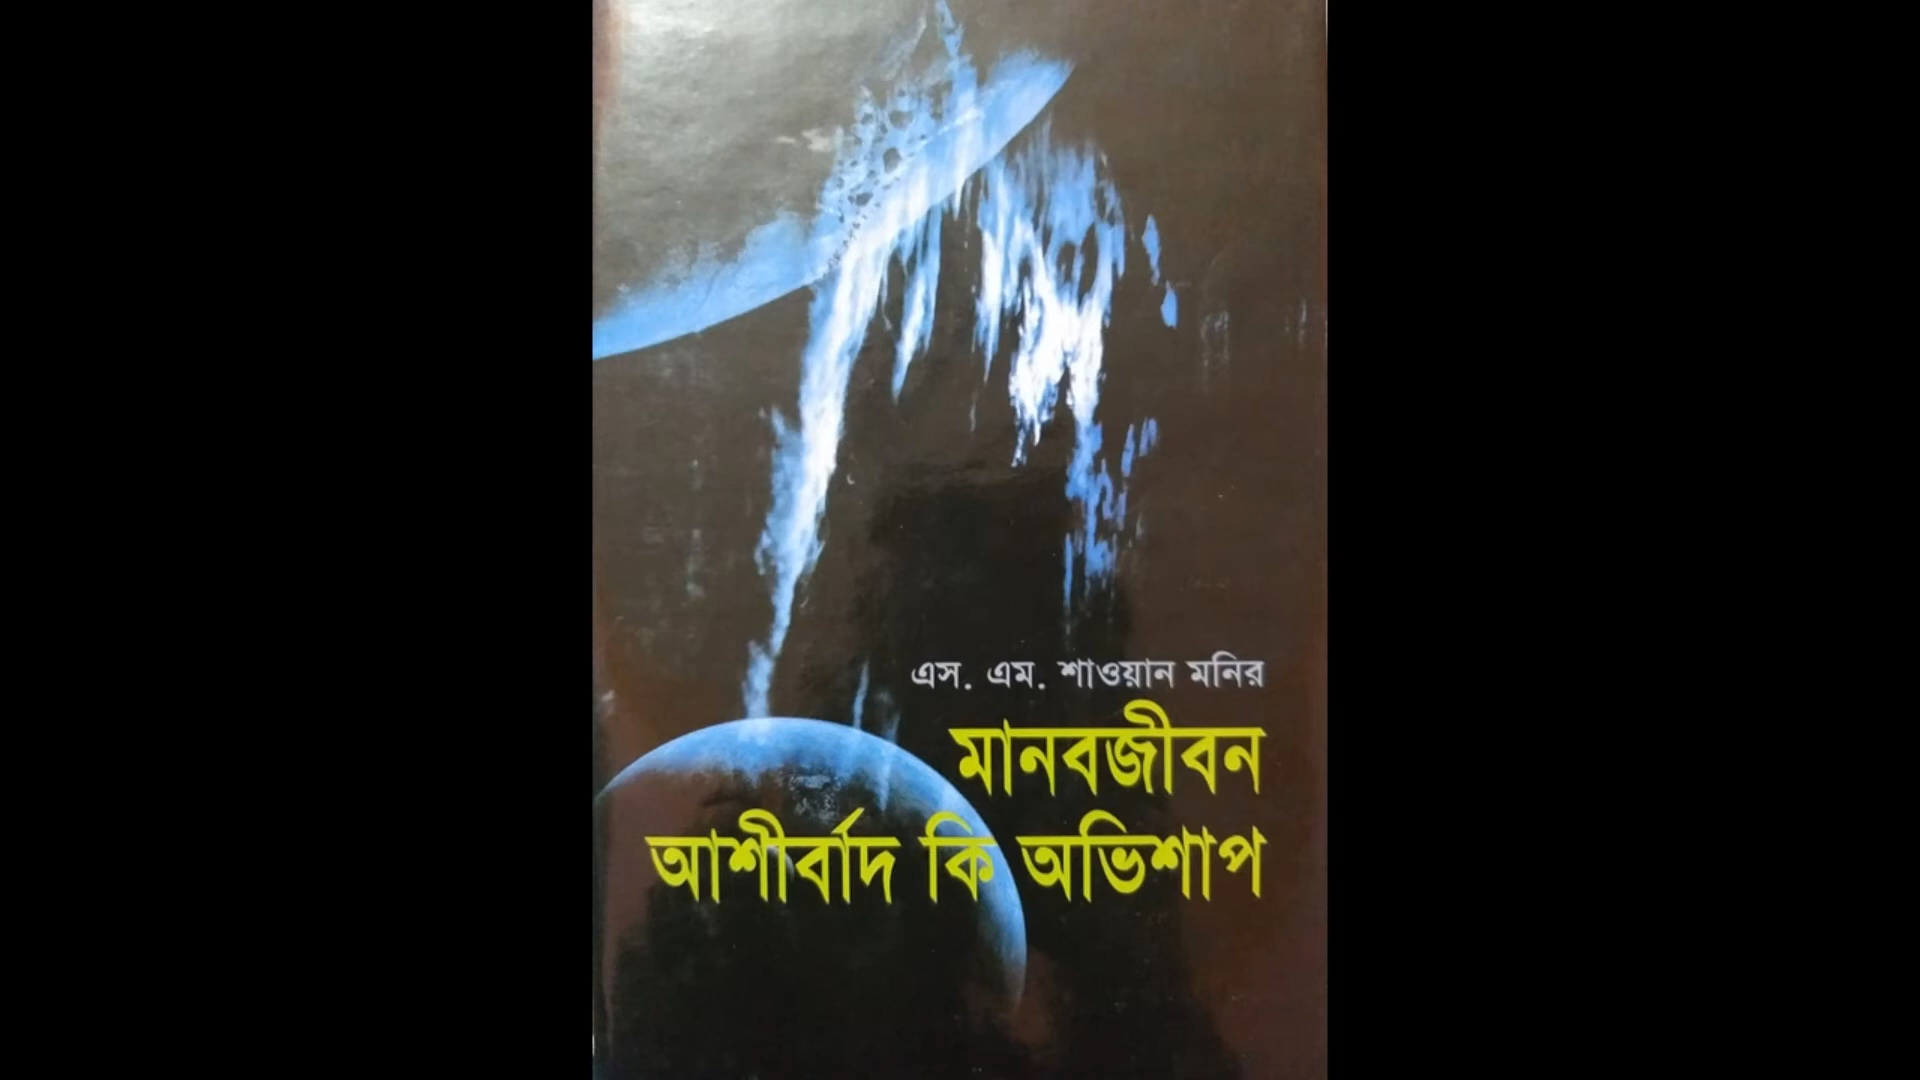 এস. এম. শাওয়ান মনির
মানবজীবন
আশীর্বাদ কি অভিশাপ